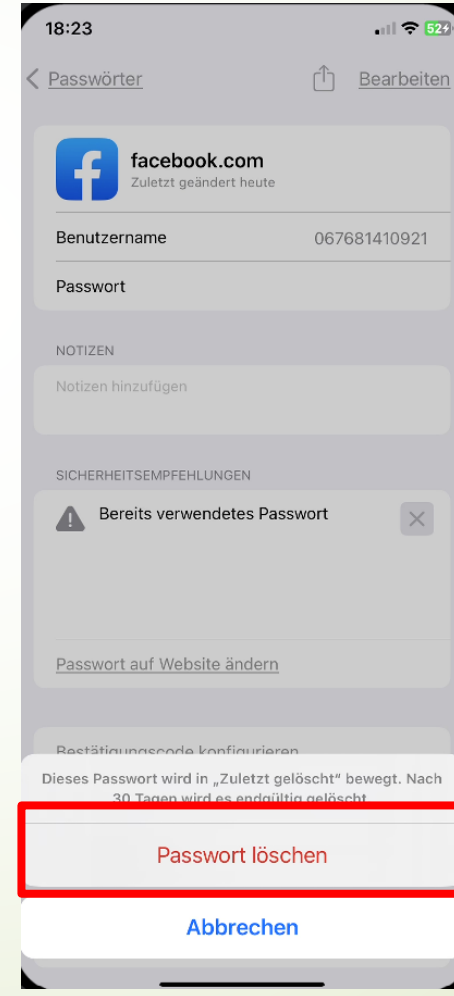 18:23
52
Passwörter
Bearbeiten
facebook.com
Zuletzt geändert heute
Benutzername 067681410921
Passwort
NOTIZEN
Notizen hinzufügen
SICHERHEITSEMPFEHLUNGEN
Bereits verwendetes Passwort
Passwort auf Website ändern
Bestätigungscode konfigurieren
Dieses Passwort wird in „Zuletzt gelöscht“ bewegt. Nach
30 Tagen wird es endgültig gelöscht.
Passwort löschen
Abbrechen